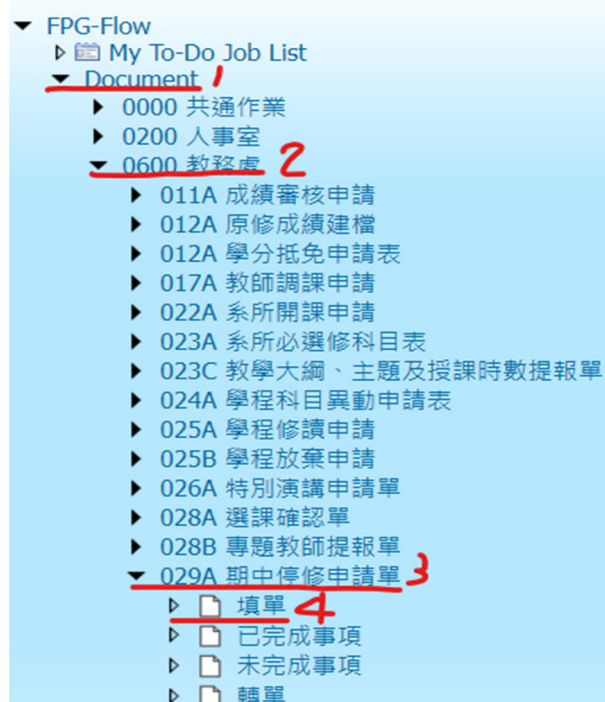 FPG-Flow
My To-Do Job List
Document 1
0000 共通作業
0200 人事室
0600 教務處 2
011A 成績審核申請
012A 原修成績建檔
012A 學分抵免申請表
017A 教師調課申請
022A 系所開課申請
023A 系所必選修科目表
023C 教學大綱、主題及授課時數提報單
024A 學程科目異動申請表
025A 學程修讀申請
025B 學程放棄申請
026A 特別演講申請單
028A 選課確認單
028B 專題教師提報單
029A 期中停修申請單 3
填單 4
已完成事項
未完成事項
轉單